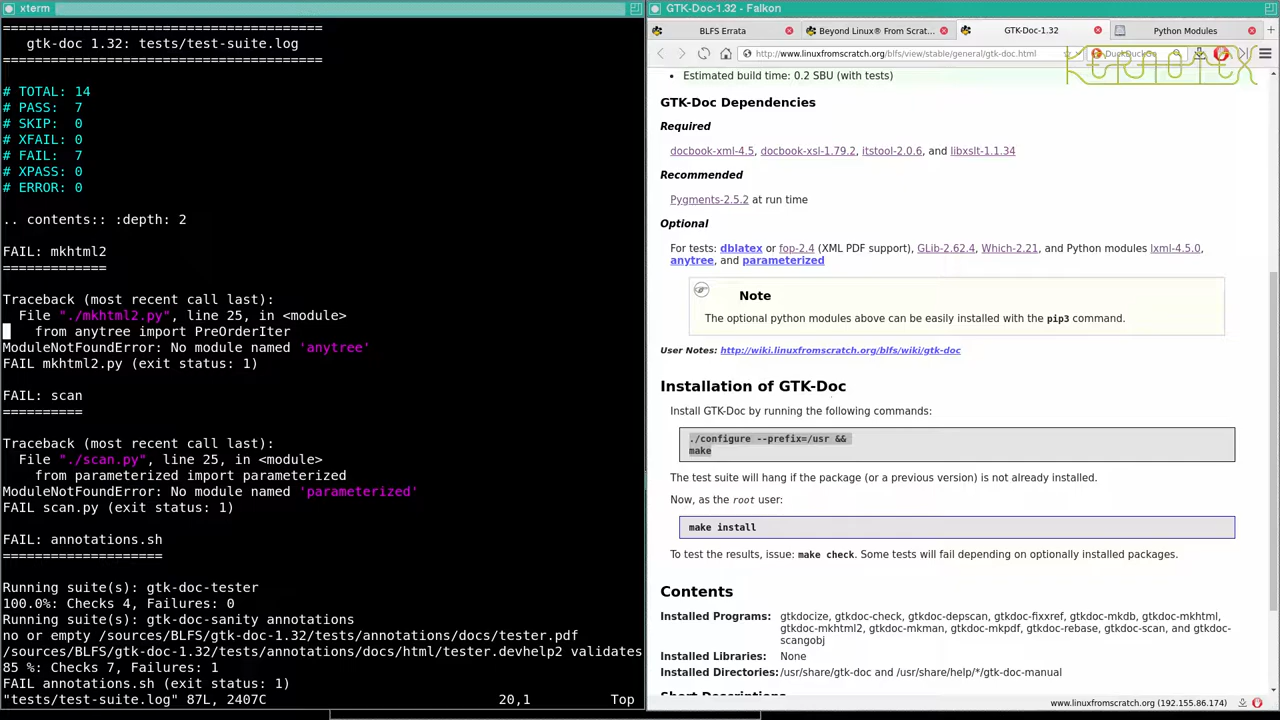 xterm
========================================
gtk-doc 1.32: tests/test-suite.log
========================================
# TOTAL: 14
# PASS:  7
# SKIP:  0
# XFAIL: 0
# FAIL:  7
# XPASS: 0
# ERROR: 0
.. contents:: :depth: 2
FAIL: mkhtml2
=============
Traceback (most recent call last):
File "./mkhtml2.py", line 25, in <module>
from anytree import PreOrderIter
ModuleNotFoundError: No module named 'anytree'
FAIL mkhtml2.py (exit status: 1)
FAIL: scan
==========
Traceback (most recent call last):
File "./scan.py", line 25, in <module>
from parameterized import parameterized
ModuleNotFoundError: No module named 'parameterized'
FAIL scan.py (exit status: 1)
FAIL: annotations.sh
====================
Running suite(s): gtk-doc-tester
100.0%: Checks 4, Failures: 0
Running suite(s): gtk-doc-sanity annotations
no or empty /sources/BLFS/gtk-doc-1.32/tests/annotations/docs/tester.pdf
/sources/BLFS/gtk-doc-1.32/tests/annotations/docs/html/tester.devhelp2 validates
85 %: Checks 7, Failures: 1
FAIL annotations.sh (exit status: 1)
"tests/test-suite.log" 87L, 2407C 20,1 Top
GTK-Doc-1.32 - Falkon
BLFS Errata
Beyond Linux® From Scrat...
GTK-Doc-1.32
Python Modules
http://www.linuxfromscratch.org/blfs/view/stable/general/gtk-doc.html
DuckDuckGo
KERNOTEX
• Estimated build time: 0.2 SBU (with tests)
GTK-Doc Dependencies
Required
docbook-xml-4.5, docbook-xsl-1.79.2, itstool-2.0.6, and libxslt-1.1.34
Recommended
Pygments-2.5.2 at run time
Optional
For tests: dblatex or fop-2.4 (XML PDF support), GLib-2.62.4, Which-2.21, and Python modules lxml-4.5.0,
anytree, and parameterized
Note
The optional python modules above can be easily installed with the pip3 command.
User Notes: http://wiki.linuxfromscratch.org/blfs/wiki/gtk-doc
Installation of GTK-Doc
Install GTK-Doc by running the following commands:
./configure --prefix=/usr &&
make
The test suite will hang if the package (or a previous version) is not already installed.
Now, as the root user:
make install
To test the results, issue: make check. Some tests will fail depending on optionally installed packages.
Contents
Installed Programs: gtkdocize, gtkdoc-check, gtkdoc-depscan, gtkdoc-fixxref, gtkdoc-mkdb, gtkdoc-mkhtml,
gtkdoc-mkhtml2, gtkdoc-mkman, gtkdoc-mkpdf, gtkdoc-rebase, gtkdoc-scan, and gtkdoc-
scangobj
Installed Libraries: None
Installed Directories: /usr/share/gtk-doc and /usr/share/help/*/gtk-doc-manual
Short Descriptions
www.linuxfromscratch.org (192.155.86.174)